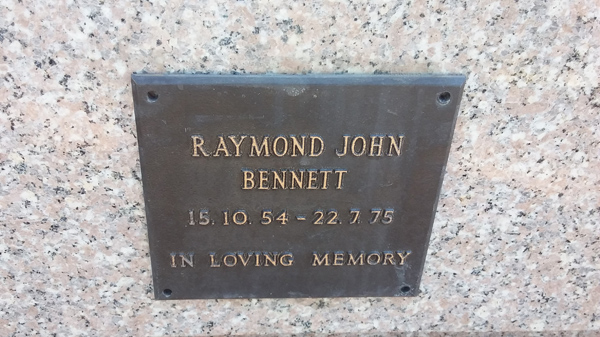 RAYMOND JOHN
BENNETT
15.10.54 - 22.7.75
IN LOVING MEMORY